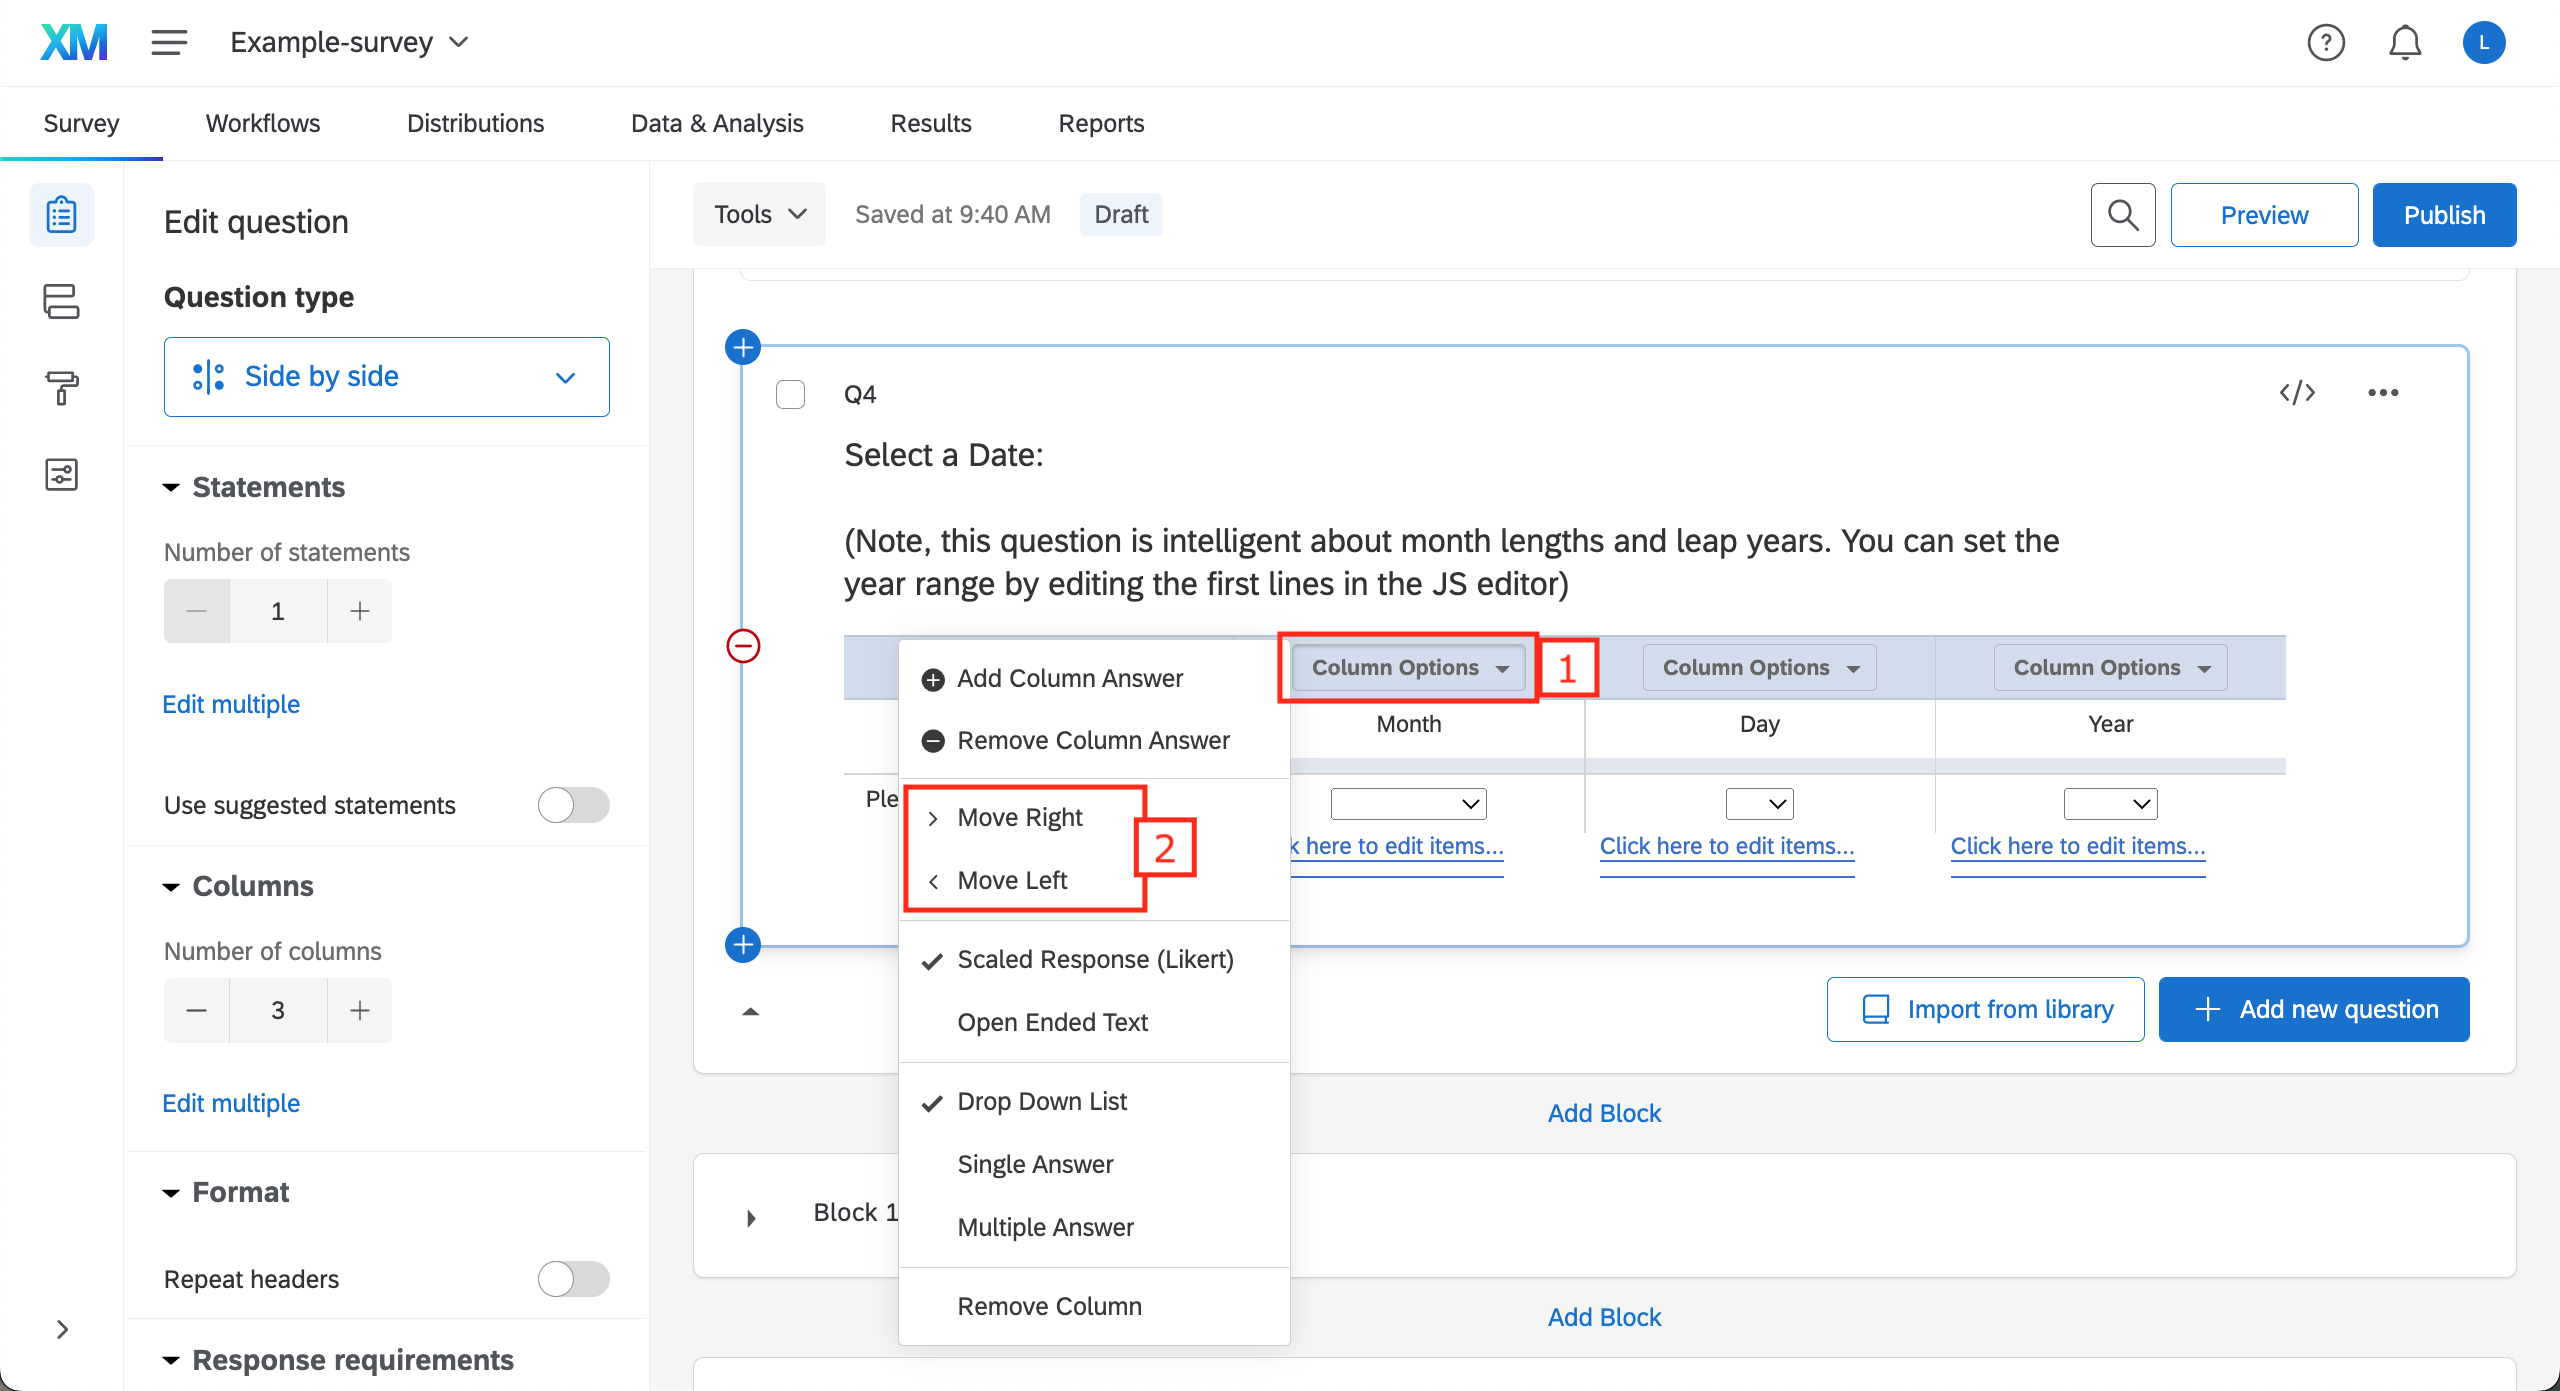 XM
Example-survey
?
L
Survey
Workflows
Distributions
Data & Analysis
Results
Reports
Edit question
Question type
Side by side
Statements
Number of statements
1
Edit multiple
Use suggested statements
Columns
Number of columns
3
Edit multiple
Format
Repeat headers
Response requirements
Tools
Saved at 9:40 AM
Draft
Preview
Publish
Q4
</>
Select a Date:
(Note, this question is intelligent about month lengths and leap years. You can set the
year range by editing the first lines in the JS editor)
Column Options
1
Column Options
Column Options
Month
Day
Year
Ple
k here to edit items...
Click here to edit items...
Click here to edit items...
Add Column Answer
Remove Column Answer
Move Right
Move Left
2
Scaled Response (Likert)
Open Ended Text
Drop Down List
Single Answer
Multiple Answer
Remove Column
Import from library
Add new question
Add Block
Block 1
Add Block